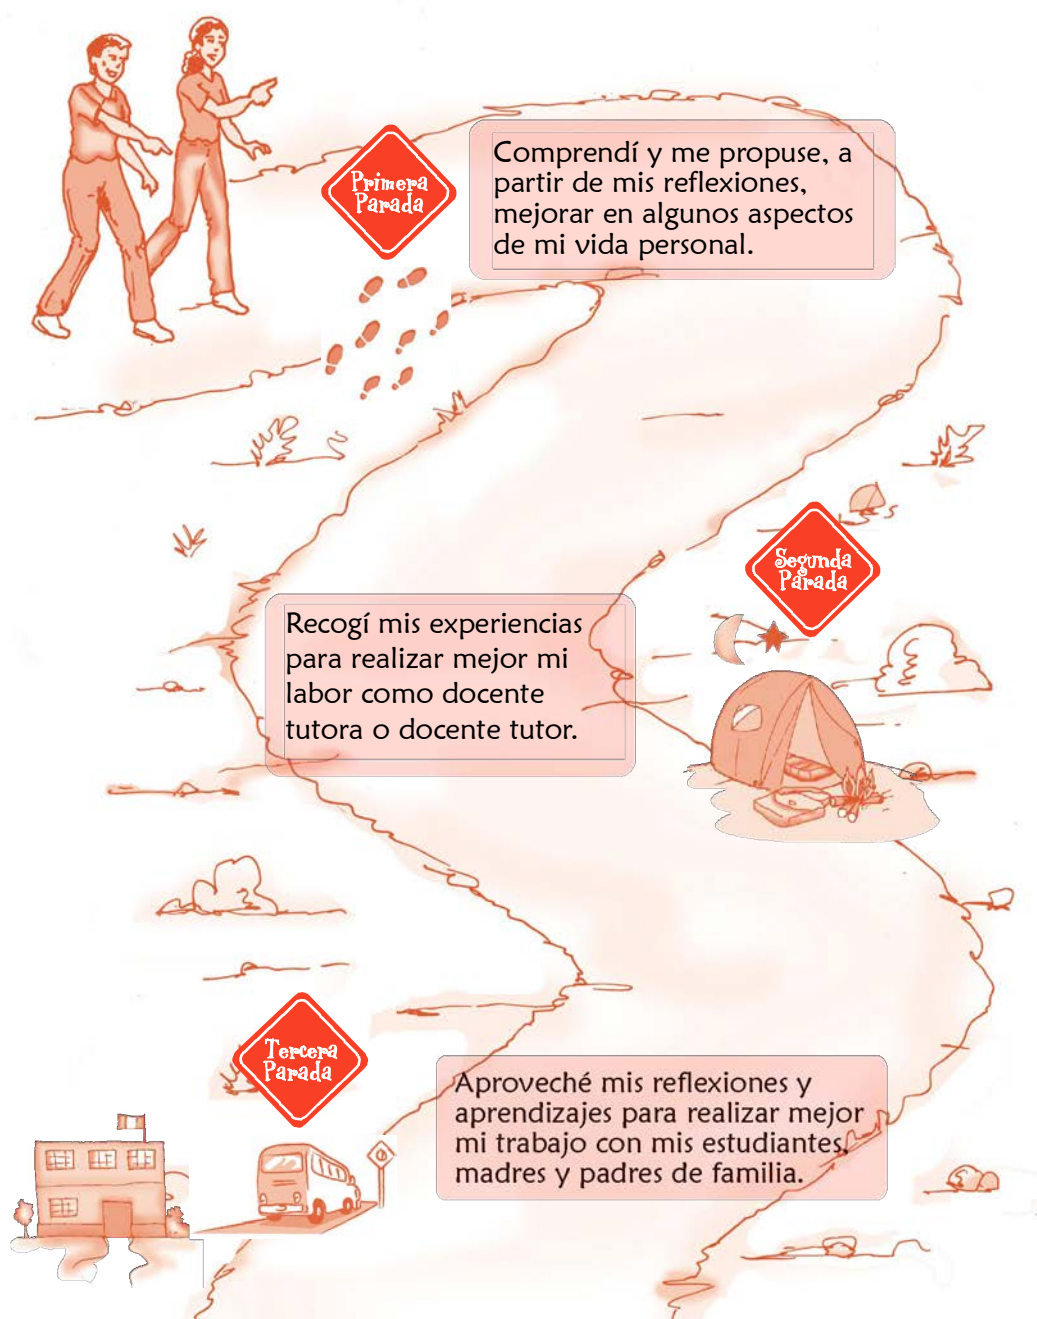 Primera
Parada
Comprendí y me propuse, a
partir de mis reflexiones,
mejorar en algunos aspectos
de mi vida personal.
Segunda
Parada
Recogí mis experiencias
para realizar mejor mi
labor como docente
tutora o docente tutor.
Tercera
Parada
Aproveché mis reflexiones y
aprendizajes para realizar mejor
mi trabajo con mis estudiantes,
madres y padres de familia.